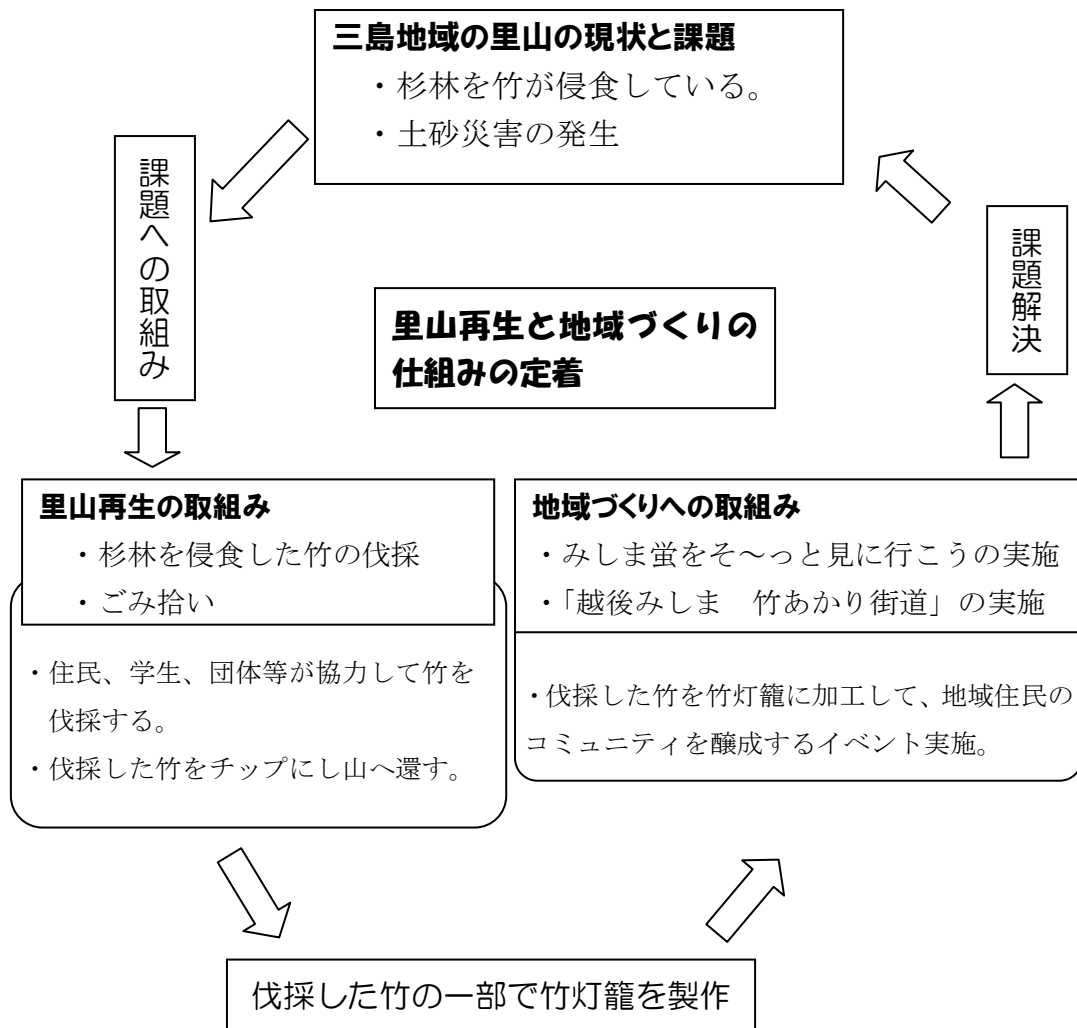 三島地域の里山の現状と課題
・杉林を竹が侵食している。
・土砂災害の発生
課題への取組み
課題解決
里山再生と地域づくりの
仕組みの定着
里山再生の取組み
・杉林を侵食した竹の伐採
・ごみ拾い
・住民、学生、団体等が協力して竹を
伐採する。
・伐採した竹をチップにし山へ還す。
地域づくりへの取組み
・みしま蛍をそ～っと見に行こうの実施
・「越後みしま　竹あかり街道」の実施
・伐採した竹を竹灯籠に加工して、地域住民の
コミュニティを醸成するイベント実施。
伐採した竹の一部で竹灯籠を製作